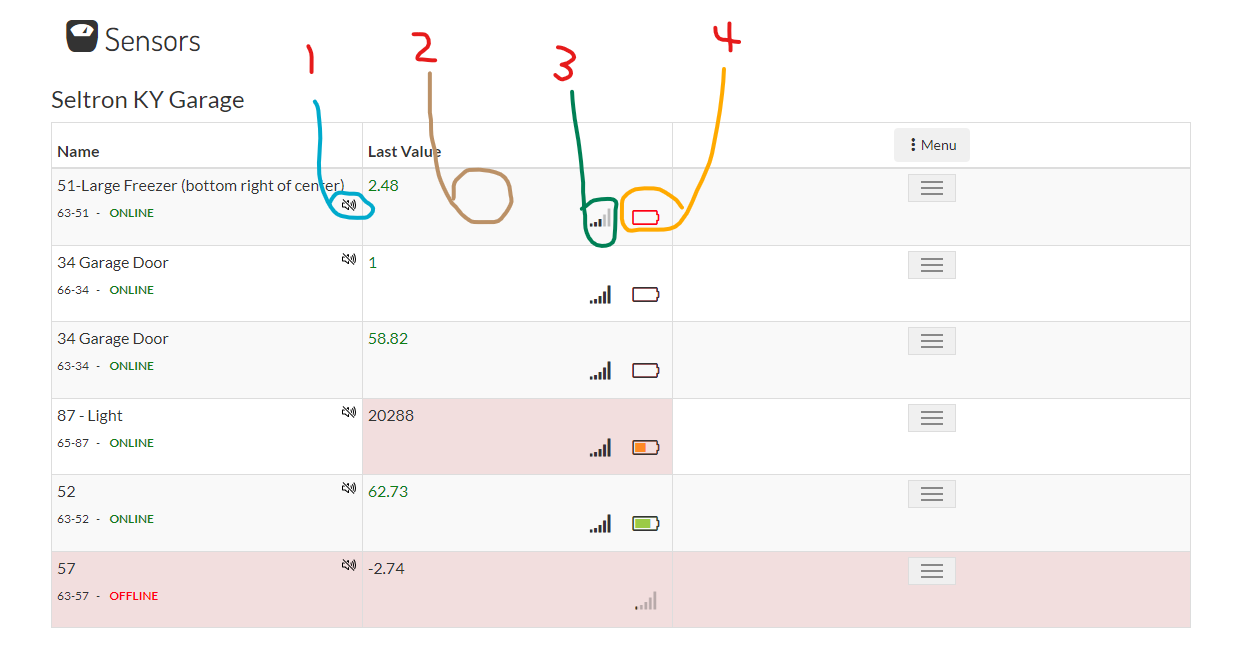 Sensors
1
2
3
4
Seltron KY Garage
Name
Last Value
Menu
51-Large Freezer (bottom right of center)
2.48
63-51 - ONLINE
34 Garage Door
1
66-34 - ONLINE
34 Garage Door
58.82
63-34 - ONLINE
87 - Light
20288
65-87 - ONLINE
52
62.73
63-52 - ONLINE
57
-2.74
63-57 - OFFLINE